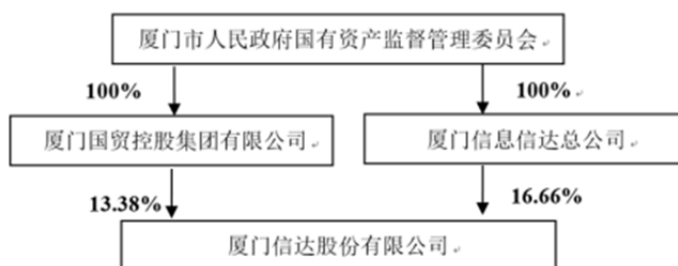 厦门市人民政府国有资产监督管理委员会
100%
100%
厦门国贸控股集团有限公司
厦门信息信达总公司
13.38%
16.66%
厦门信达股份有限公司